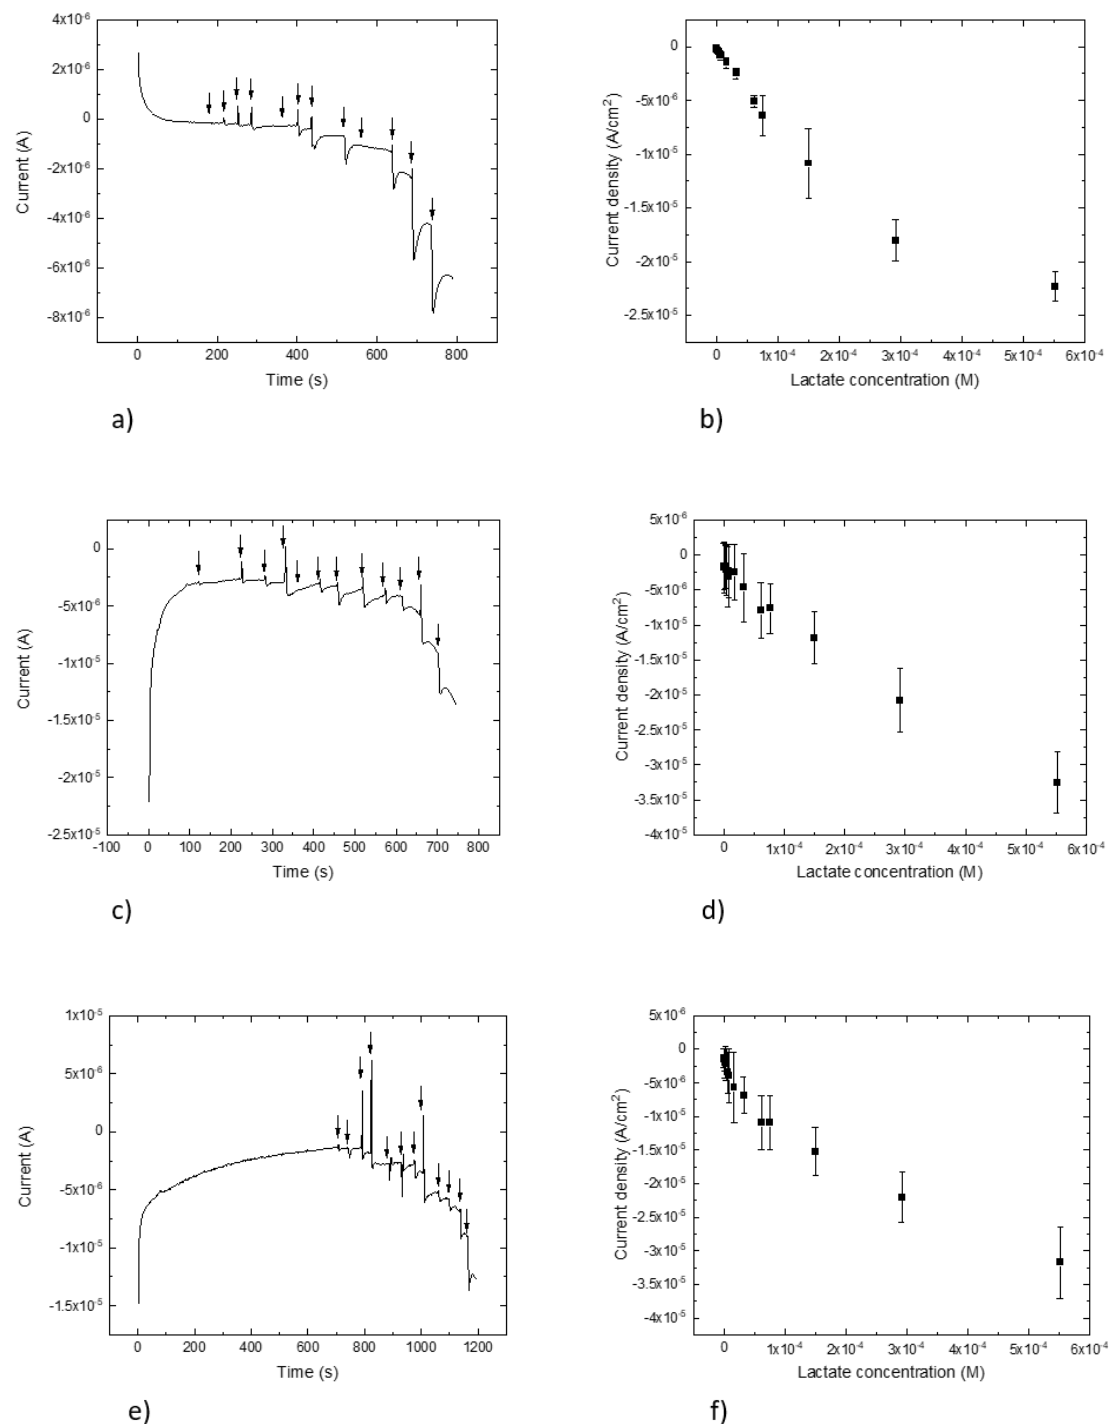 4x10⁻⁶
2x10⁻⁶
0
-2x10⁻⁶
-4x10⁻⁶
-6x10⁻⁶
-8x10⁻⁶
Current (A)
0 200 400 600 800
Time (s)
a)
0
-5x10⁻⁶
-1x10⁻⁵
-1.5x10⁻⁵
-2x10⁻⁵
-2.5x10⁻⁵
Current density (A/cm²)
0 1x10⁻⁴ 2x10⁻⁴ 3x10⁻⁴ 4x10⁻⁴ 5x10⁻⁴ 6x10⁻⁴
Lactate concentration (M)
b)
0
-5x10⁻⁶
-1x10⁻⁵
-1.5x10⁻⁵
-2x10⁻⁵
-2.5x10⁻⁵
Current (A)
-100 0 100 200 300 400 500 600 700 800
Time (s)
c)
5x10⁻⁶
0
-5x10⁻⁶
-1x10⁻⁵
-1.5x10⁻⁵
-2x10⁻⁵
-2.5x10⁻⁵
-3x10⁻⁵
-3.5x10⁻⁵
-4x10⁻⁵
Current density (A/cm²)
0 1x10⁻⁴ 2x10⁻⁴ 3x10⁻⁴ 4x10⁻⁴ 5x10⁻⁴ 6x10⁻⁴
Lactate concentration (M)
d)
1x10⁻⁵
5x10⁻⁶
0
-5x10⁻⁶
-1x10⁻⁵
-1.5x10⁻⁵
Current (A)
0 200 400 600 800 1000 1200
Time (s)
e)
5x10⁻⁶
0
-5x10⁻⁶
-1x10⁻⁵
-1.5x10⁻⁵
-2x10⁻⁵
-2.5x10⁻⁵
-3x10⁻⁵
-3.5x10⁻⁵
-4x10⁻⁵
Current density (A/cm²)
0 1x10⁻⁴ 2x10⁻⁴ 3x10⁻⁴ 4x10⁻⁴ 5x10⁻⁴ 6x10⁻⁴
Lactate concentration (M)
f)